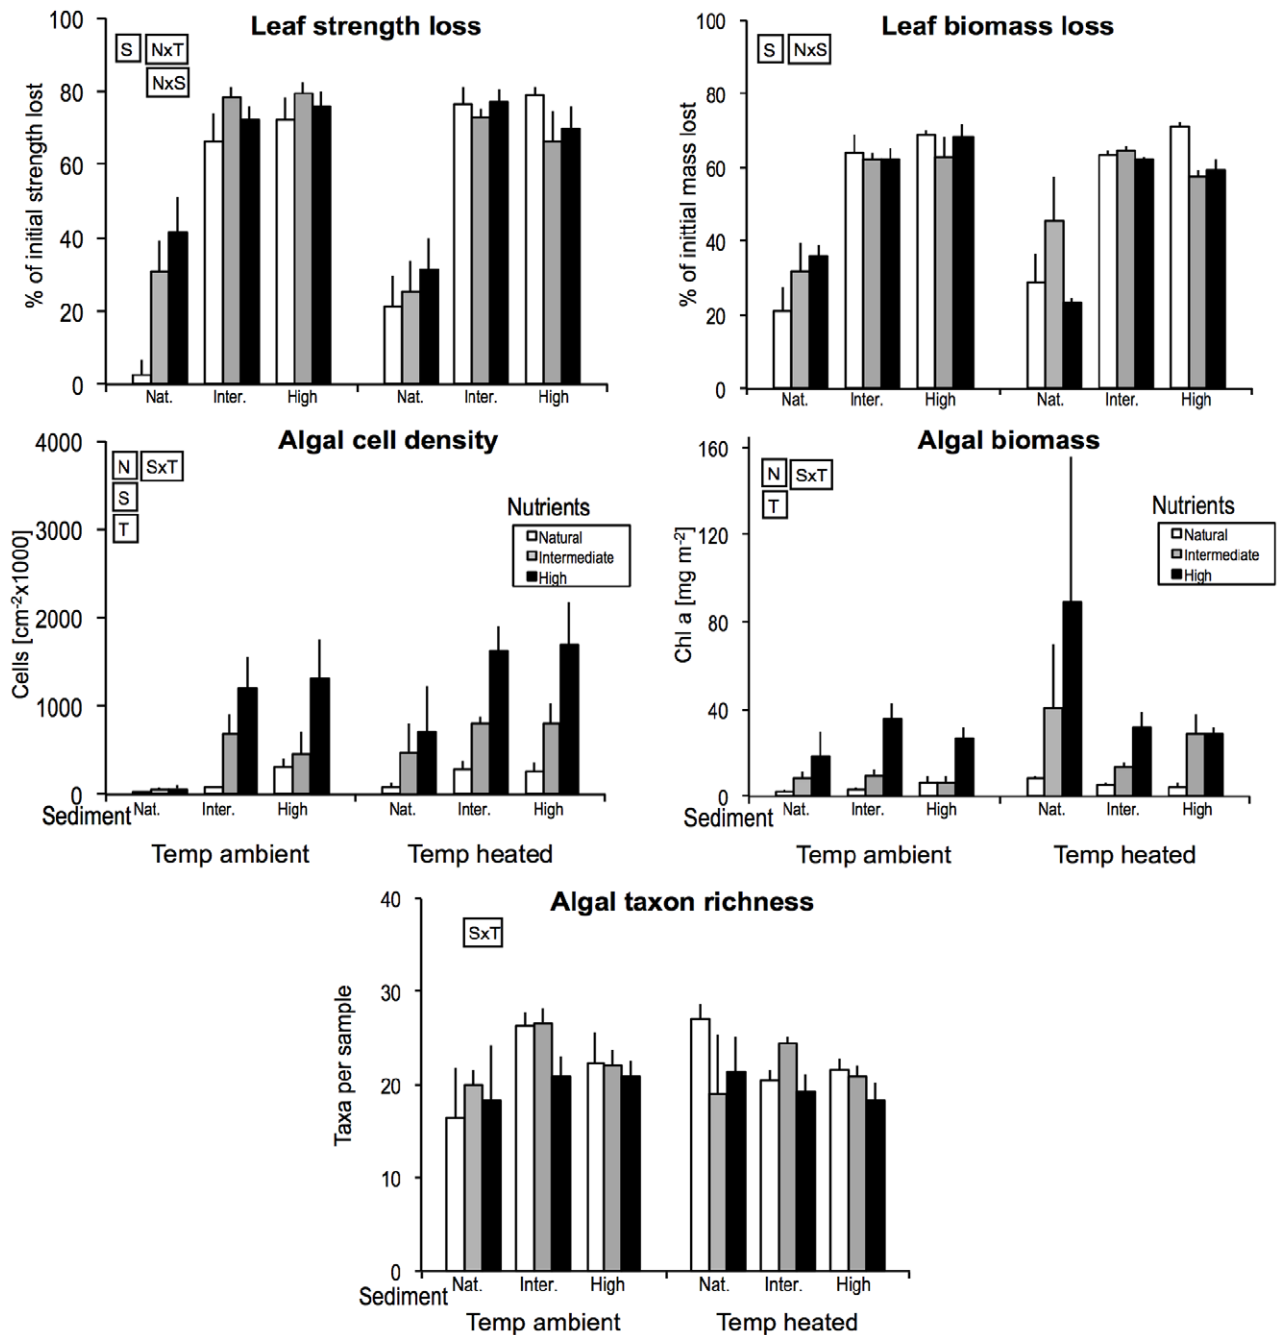 Leaf strength loss
% of initial strength lost
100
80
60
40
20
0
S NxT
NxS
Nat. Inter. High Nat. Inter. High
Leaf biomass loss
% of inititial mass lost
100
80
60
40
20
0
S NxS
Nat. Inter. High Nat. Inter. High
Algal cell density
Cells [cm-2x1000]
4000
3000
2000
1000
0
N SxT
S
T
Nutrients
Natural
Intermediate
High
Sediment Nat. Inter. High Nat. Inter. High
Temp ambient Temp heated
Algal biomass
Chl a [mg m-2]
160
120
80
40
0
N SxT
T
Nutrients
Natural
Intermediate
High
Sediment Nat. Inter. High Nat. Inter. High
Temp ambient Temp heated
Algal taxon richness
Taxa per sample
40
30
20
10
0
SxT
Sediment Nat. Inter. High Nat. Inter. High
Temp ambient Temp heated